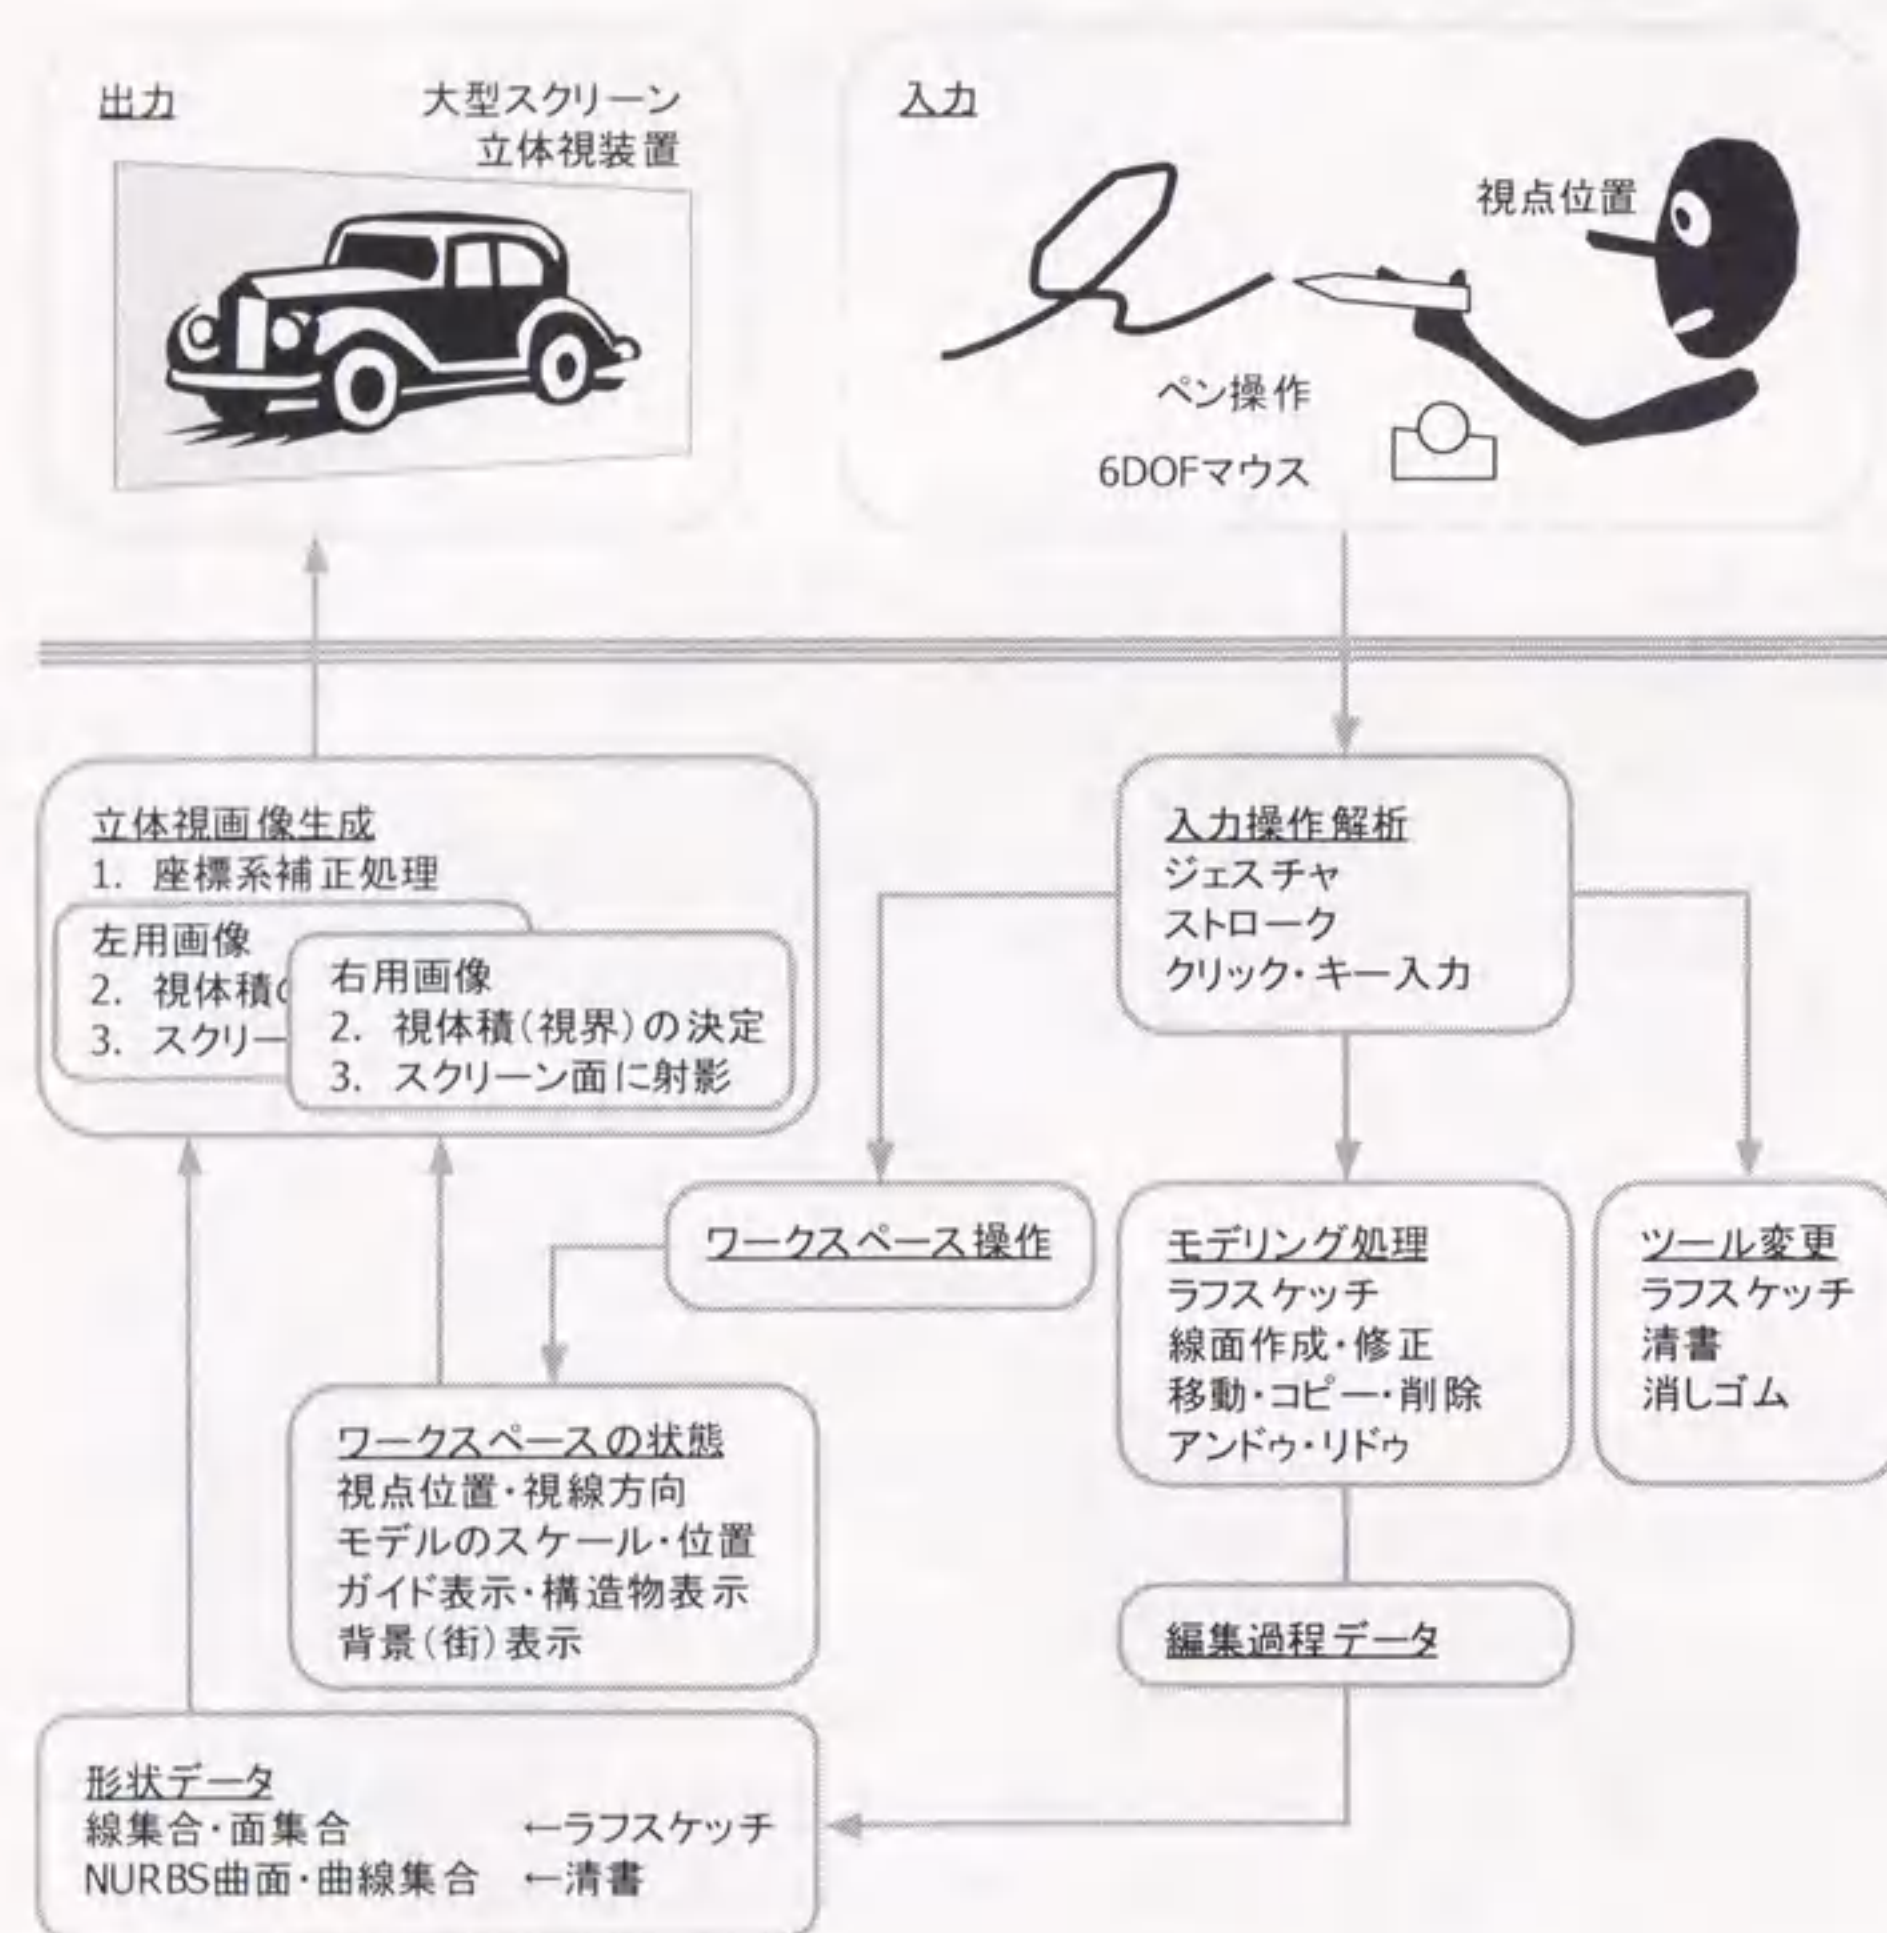 出力
大型スクリーン
立体視装置
入力
視点位置
ペン操作
6DOFマウス
立体視画像生成
1. 座標系補正処理
左用画像
2. 視体積
3. スクリー
右用画像
2. 視体積(視界)の決定
3. スクリーン面に射影
入力操作解析
ジェスチャ
ストローク
クリック・キー入力
ワークスペース操作
モデリング処理
ラフスケッチ
線面作成・修正
移動・コピー・削除
アンドゥ・リドゥ
ツール変更
ラフスケッチ
清書
消しゴム
ワークスペースの状態
視点位置・視線方向
モデルのスケール・位置
ガイド表示・構造物表示
背景(街)表示
編集過程データ
形状データ
線集合・面集合 ←ラフスケッチ
NURBS曲面・曲線集合 ←清書